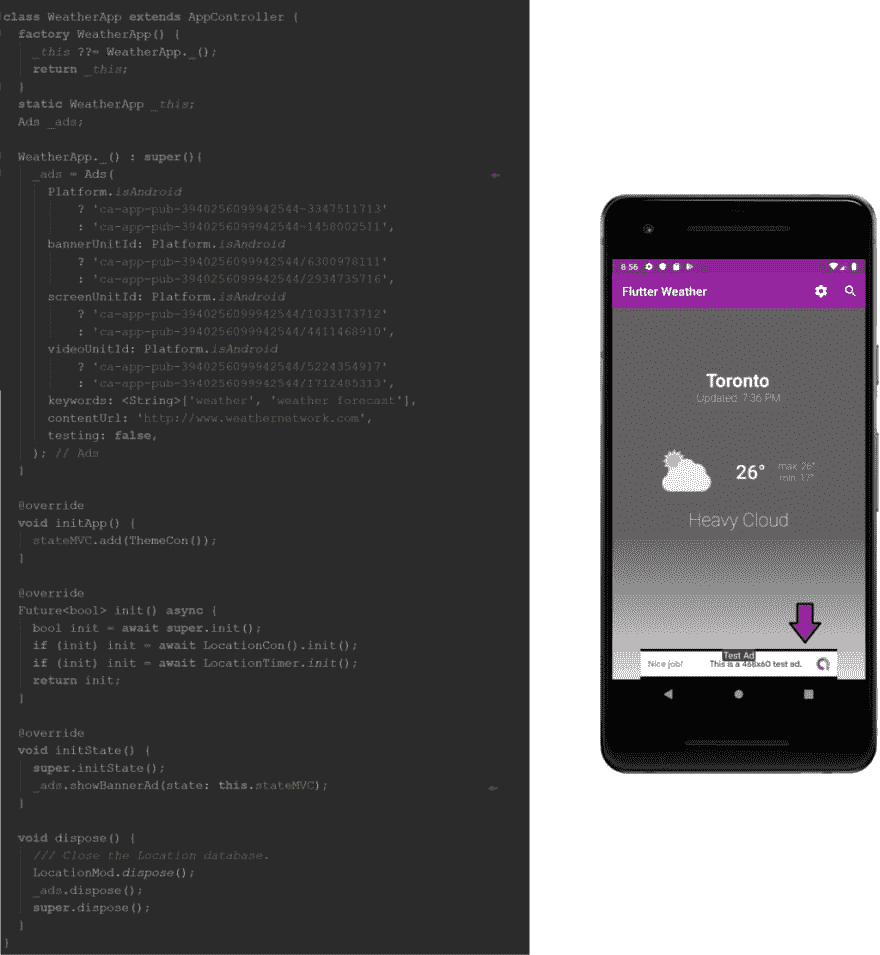 class WeatherApp extends AppController {
factory WeatherApp() {
_this ??= WeatherApp._();
return _this;
}
static WeatherApp _this;
Ads _ads;
WeatherApp._() : super(){
_ads = Ads(
Platform.isAndroid
? 'ca-app-pub-3940256099942544~3347511713'
: 'ca-app-pub-3940256099942544~1458002511',
bannerUnitId: Platform.isAndroid
? 'ca-app-pub-3940256099942544/6300978111'
: 'ca-app-pub-3940256099942544/2934735716',
screenUnitId: Platform.isAndroid
? 'ca-app-pub-3940256099942544/1033173712'
: 'ca-app-pub-3940256099942544/4411468910',
videoUnitId: Platform.isAndroid
? 'ca-app-pub-3940256099942544/5224354917'
: 'ca-app-pub-3940256099942544/1712485313',
keywords: <String>['weather', 'weather forecast'],
contentUrl: 'http://www.weathernetwork.com',
testing: false,
); // Ads
}
@override
void initApp() {
stateMVC.add(ThemeCon());
}
@override
Future<bool> init() async {
bool init = await super.init();
if (init) init = await LocationCon().init();
if (init) init = await LocationTimer.init();
return init;
}
@override
void initState() {
super.initState();
_ads.showBannerAd(state: this.stateMVC);
}
void dispose() {
/// Close the Location database.
LocationMod.dispose();
_ads.dispose();
super.dispose();
}
}
8:56
Flutter Weather
Toronto
Updated: 7:36 PM
26°
max: 26°
min: 17°
Heavy Cloud
Test Ad
Nice job! This is a 468x60 test ad.